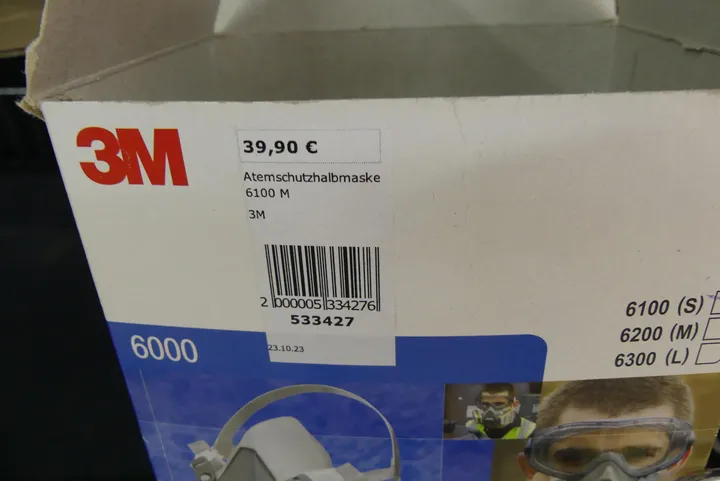 3M
39,90 €
Atemschutzhalbmaske
6100 M
3M
2 000005 334276
533427
23.10.23
6000
6100 (S)
6200 (M)
6300 (L)